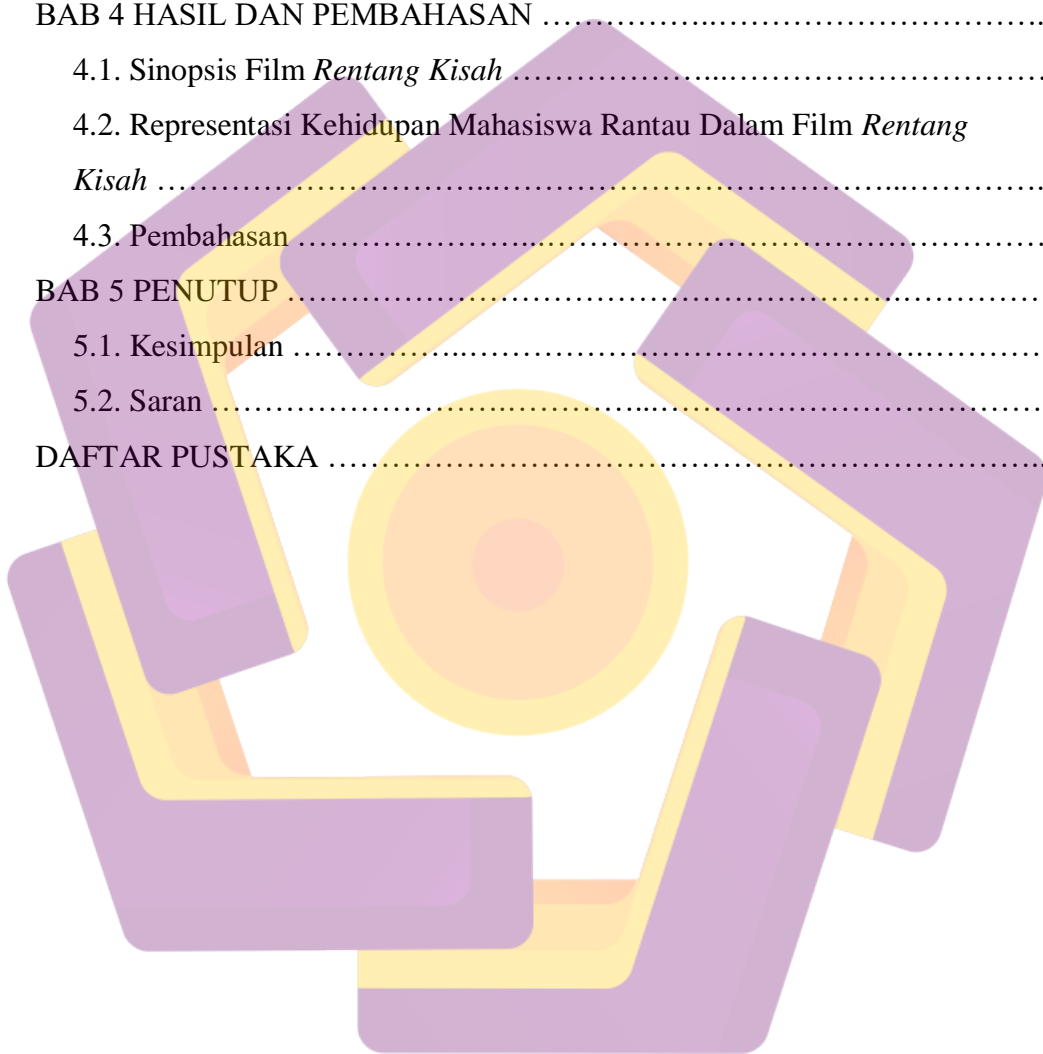 BAB 4 HASIL DAN PEMBAHASAN ……………..………………………….
4.1. Sinopsis Film Rentang Kisah …………………...…………………………
4.2. Representasi Kehidupan Mahasiswa Rantau Dalam Film Rentang
Kisah …………………………...………………………………...………….
4.3. Pembahasan ………………………………………………………………
BAB 5 PENUTUP ………………………………………………………………
5.1. Kesimpulan ……………..…………………………………………………
5.2. Saran ……………………….…………...…………………………………
DAFTAR PUSTAKA …………………………………………………………..